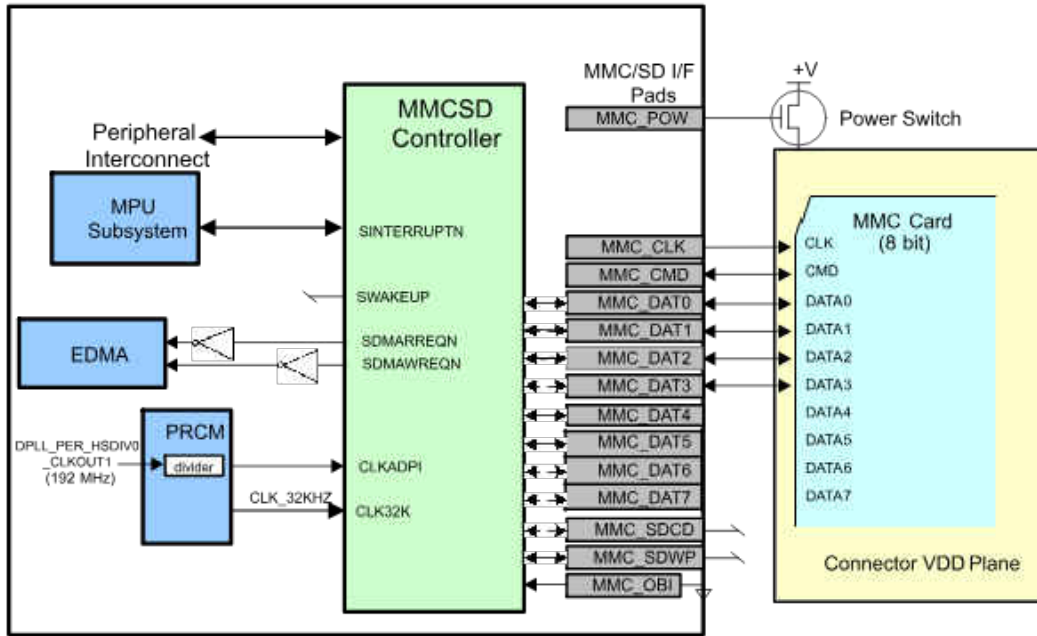 MMC/SD I/F
Pads
+V
MMCSD
Controller
MMC_POW
Power Switch
Peripheral
Interconnect
MPU
Subsystem
SINTERRUPTN
MMC_CLK
MMC_CMD
MMC_DAT0
MMC_DAT1
MMC_DAT2
MMC_DAT3
MMC_DAT4
MMC_DAT5
MMC_DAT6
MMC_DAT7
MMC_SDCD
MMC_SDWP
MMC_OBI
MMC Card
(8 bit)
CLK
CMD
DATA0
DATA1
DATA2
DATA3
DATA4
DATA5
DATA6
DATA7
Connector VDD Plane
SWAKEUP
EDMA
SDMARREQN
SDMAWREQN
PRCM
DPLL_PER_HSDIV0
_CLKOUT1
(192 MHz)
divider
CLKADPI
CLK_32KHZ
CLK32K